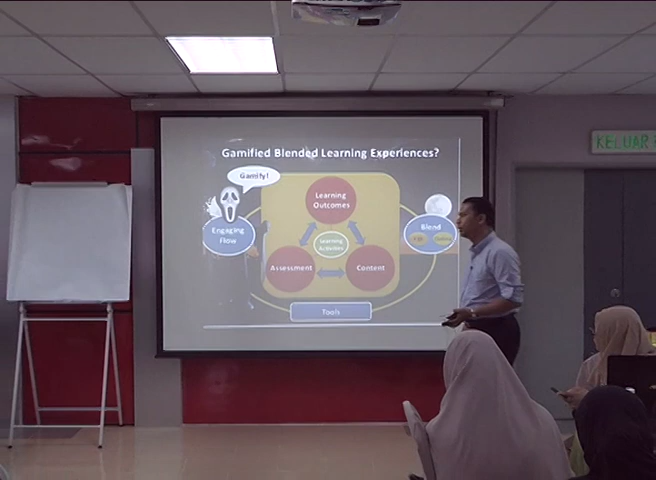 Gamified Blended Learning Experiences?
Gamify!
Learning
Outcomes
Engaging
Flow
Blend
Learning
Activities
Assessment
Content
Tools
KELUAR